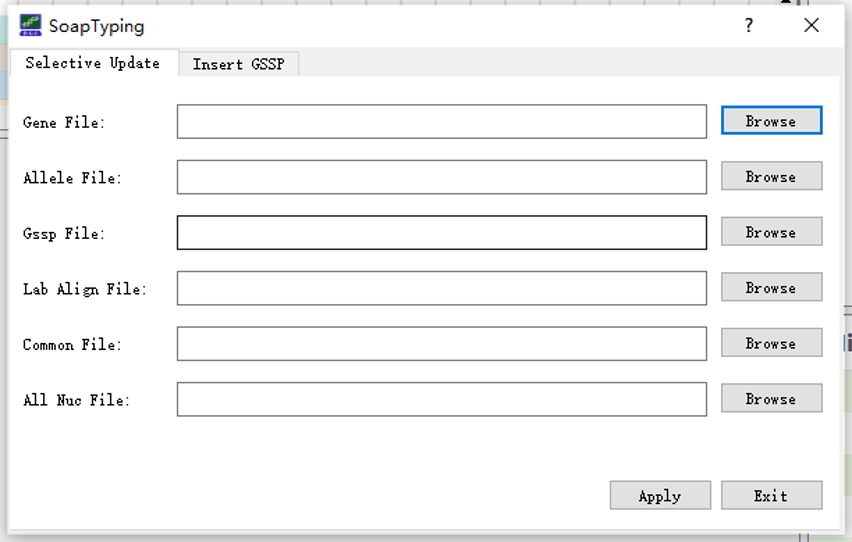 SoapTyping
?
Selective Update Insert GSSP
Gene File: Browse
Allele File: Browse
Gssp File: Browse
Lab Align File: Browse
Common File: Browse
All Nuc File: Browse
Apply Exit